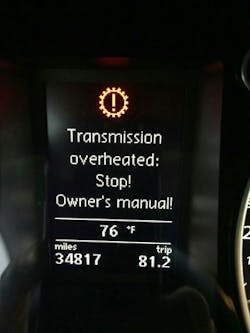 Transmission
overheated:
Stop!
Owner's manual!
76 °F
miles trip
34817 81.2